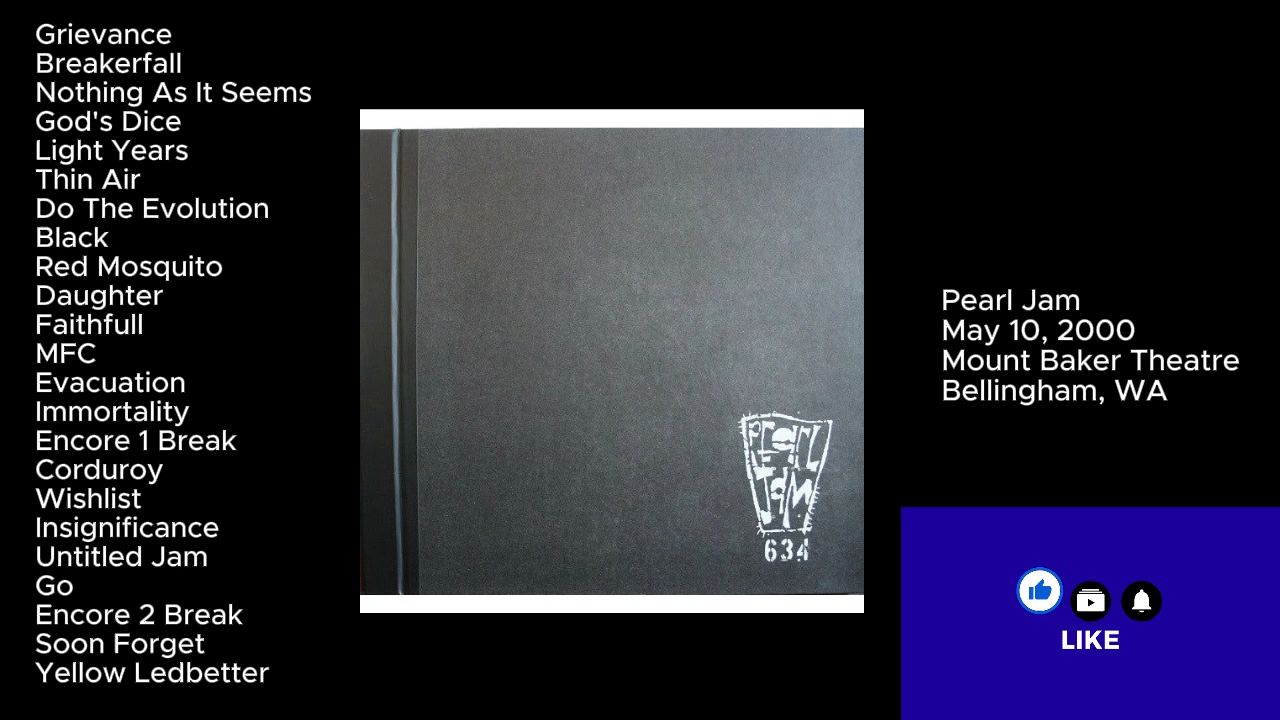 Grievance
Breakerfall
Nothing As It Seems
God's Dice
Light Years
Thin Air
Do The Evolution
Black
Red Mosquito
Daughter
Faithfull
MFC
Evacuation
Immortality
Encore 1 Break
Corduroy
Wishlist
Insignificance
Untitled Jam
Go
Encore 2 Break
Soon Forget
Yellow Ledbetter
PEARL
JAM
634
Pearl Jam
May 10, 2000
Mount Baker Theatre
Bellingham, WA
LIKE